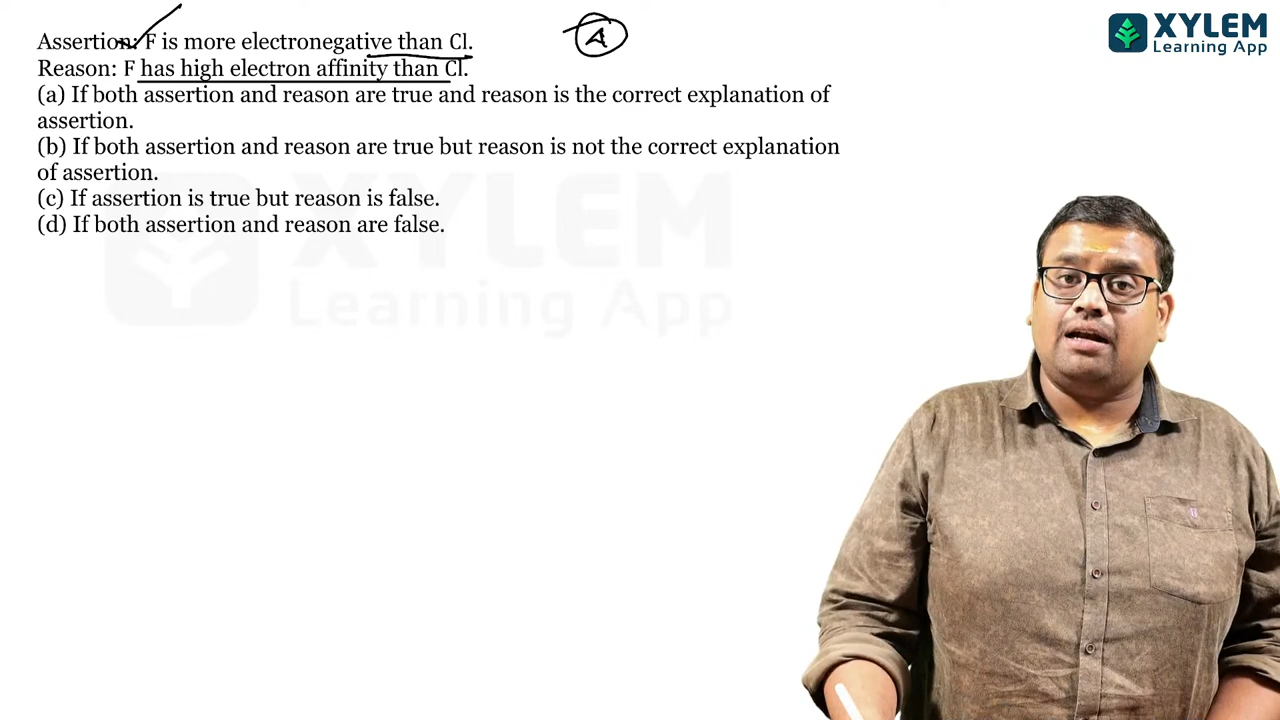 Assertion: F is more electronegative than Cl.
A
XYLEM
Learning App
Reason: F has high electron affinity than Cl.
(a) If both assertion and reason are true and reason is the correct explanation of
assertion.
(b) If both assertion and reason are true but reason is not the correct explanation
of assertion.
(c) If assertion is true but reason is false.
(d) If both assertion and reason are false.
XYLEM
Learning App